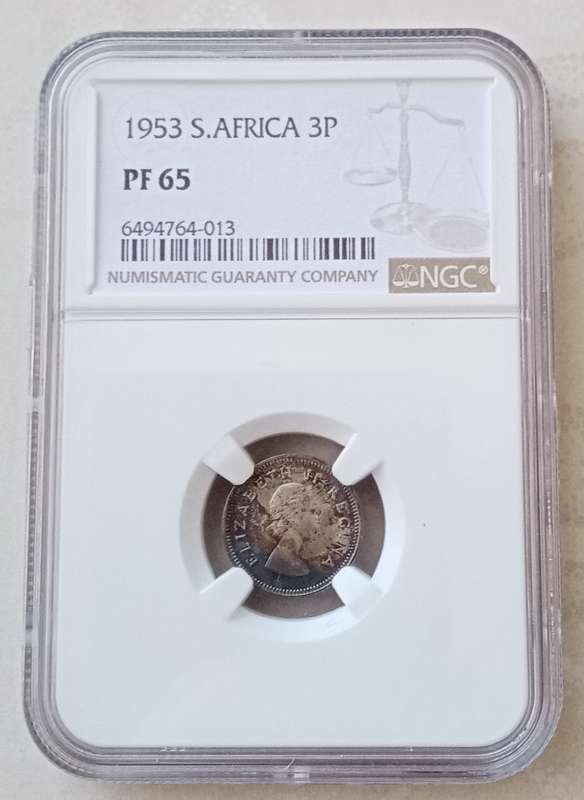 1953 S.AFRICA 3P
PF 65
6494764-013
NUMISMATIC GUARANTY COMPANY
NGC®
ELIZABETH II REGINA